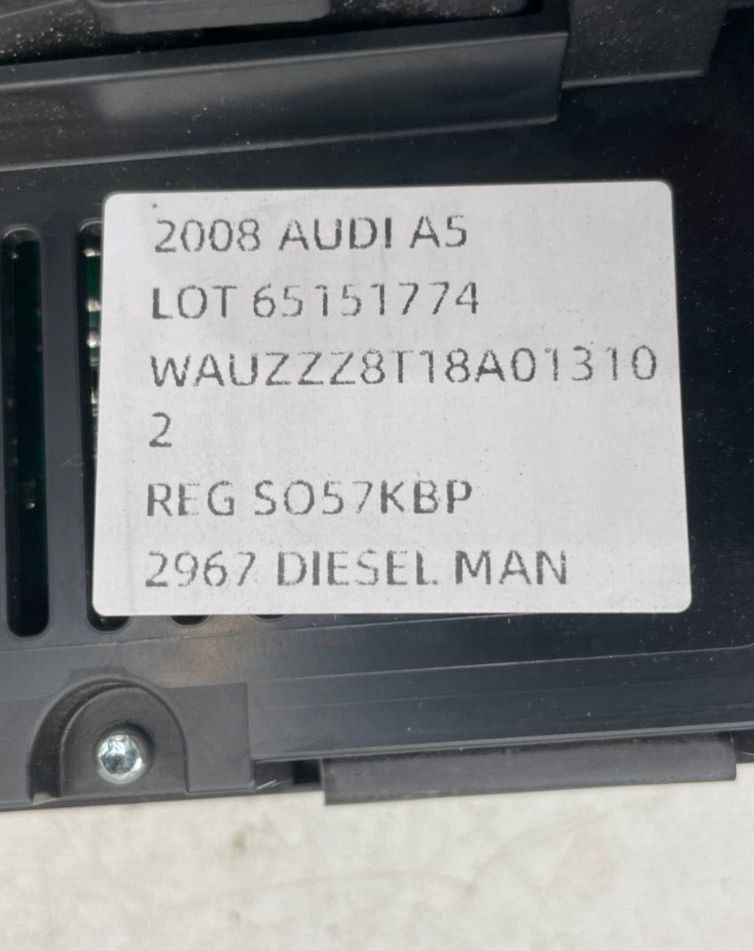 2008 AUDI A5
LOT 65151774
WAUZZZ8T18A01310
2
REG SO57KBP
2967 DIESEL MAN